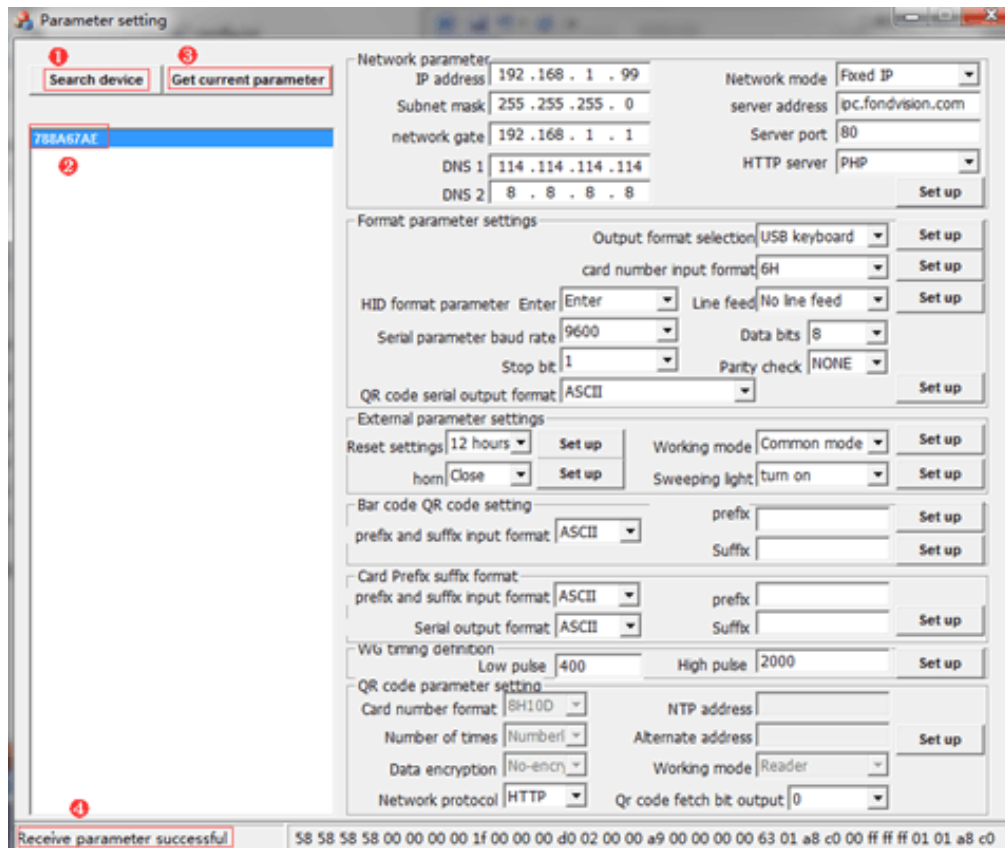 Parameter setting
1
3
Search device
Get current parameter
788A67AE
2
Network parameter
IP address 192 .168 . 1 . 99
Network mode Fixed IP
Subnet mask 255 .255 .255 . 0
server address ipc.fondvision.com
network gate 192 .168 . 1 . 1
Server port 80
DNS 1 114 .114 .114 .114
HTTP server PHP
DNS 2 8 . 8 . 8 . 8
Set up
Format parameter settings
Output format selection USB keyboard Set up
card number input format 6H Set up
HID format parameter Enter Enter Line feed No line feed Set up
Serial parameter baud rate 9600 Data bits 8
Stop bit 1 Parity check NONE
QR code serial output format ASCII Set up
External parameter settings
Reset settings 12 hours Set up Working mode Common mode Set up
horn Close Set up Sweeping light turn on Set up
Bar code QR code setting
prefix Set up
prefix and suffix input format ASCII
Suffix Set up
Card Prefix suffix format
prefix and suffix input format ASCII prefix
Serial output format ASCII Suffix Set up
WG timing definition
Low pulse 400 High pulse 2000 Set up
QR code parameter setting
Card number format 8H10D NTP address
Number of times Numberl Alternate address Set up
Data encryption No-encry Working mode Reader
Network protocol HTTP Qr code fetch bit output 0
4
Receive parameter successful
58 58 58 58 00 00 00 00 1f 00 00 00 d0 02 00 00 a9 00 00 00 00 63 01 a8 c0 00 ff ff ff 01 01 a8 c0